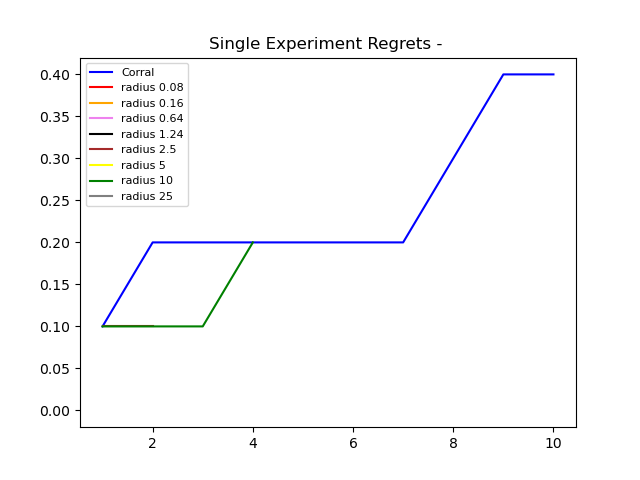 Single Experiment Regrets -
Corral
radius 0.08
radius 0.16
radius 0.64
radius 1.24
radius 2.5
radius 5
radius 10
radius 25
0.40
0.35
0.30
0.25
0.20
0.15
0.10
0.05
0.00
2 4 6 8 10